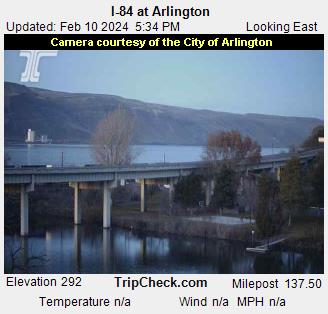 I-84 at Arlington
Updated: Feb 10 2024 5:34 PM Looking East
Camera courtesy of the City of Arlington
Elevation 292 TripCheck.com Milepost 137.50
Temperature n/a Wind n/a MPH n/a